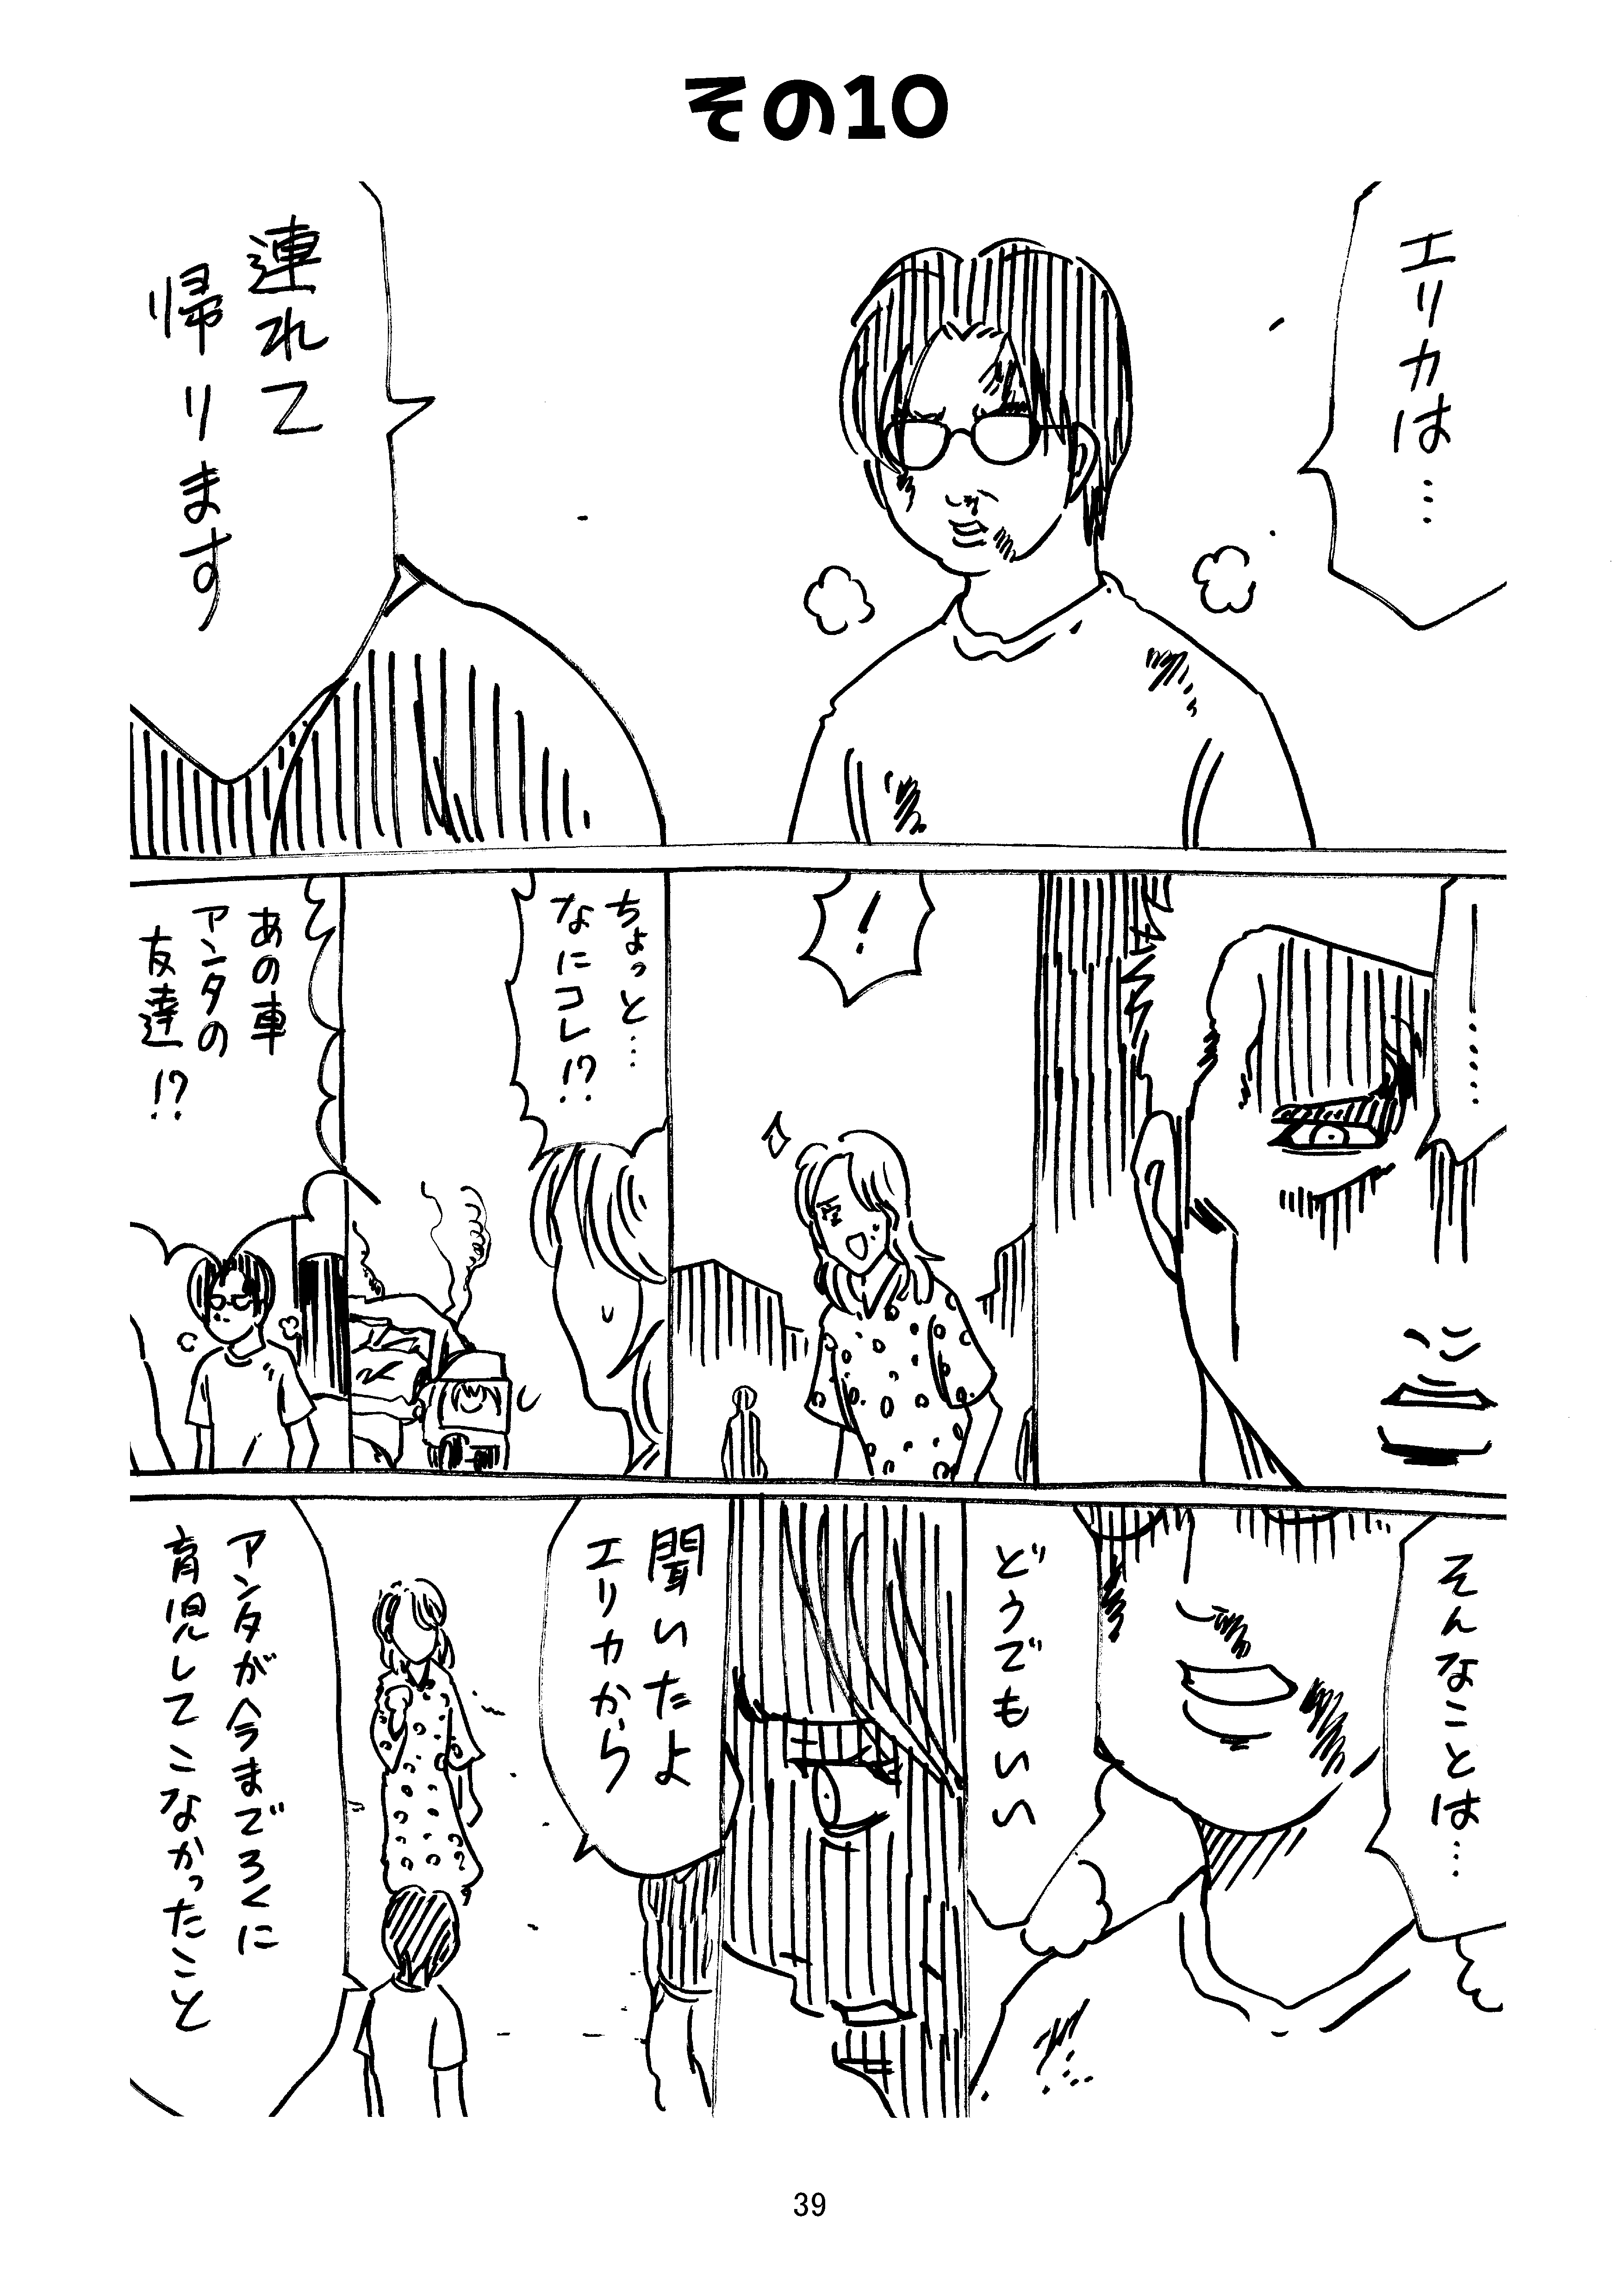 その10
エリカは…
連れて
帰ります
……
!
ちょっと…
なにコレ!?
あの車
アンタの
友達!?
そんなことは…
どうでもいい
聞いたよ
エリカから
アンタが今までろくに
育児してこなかったこと
39